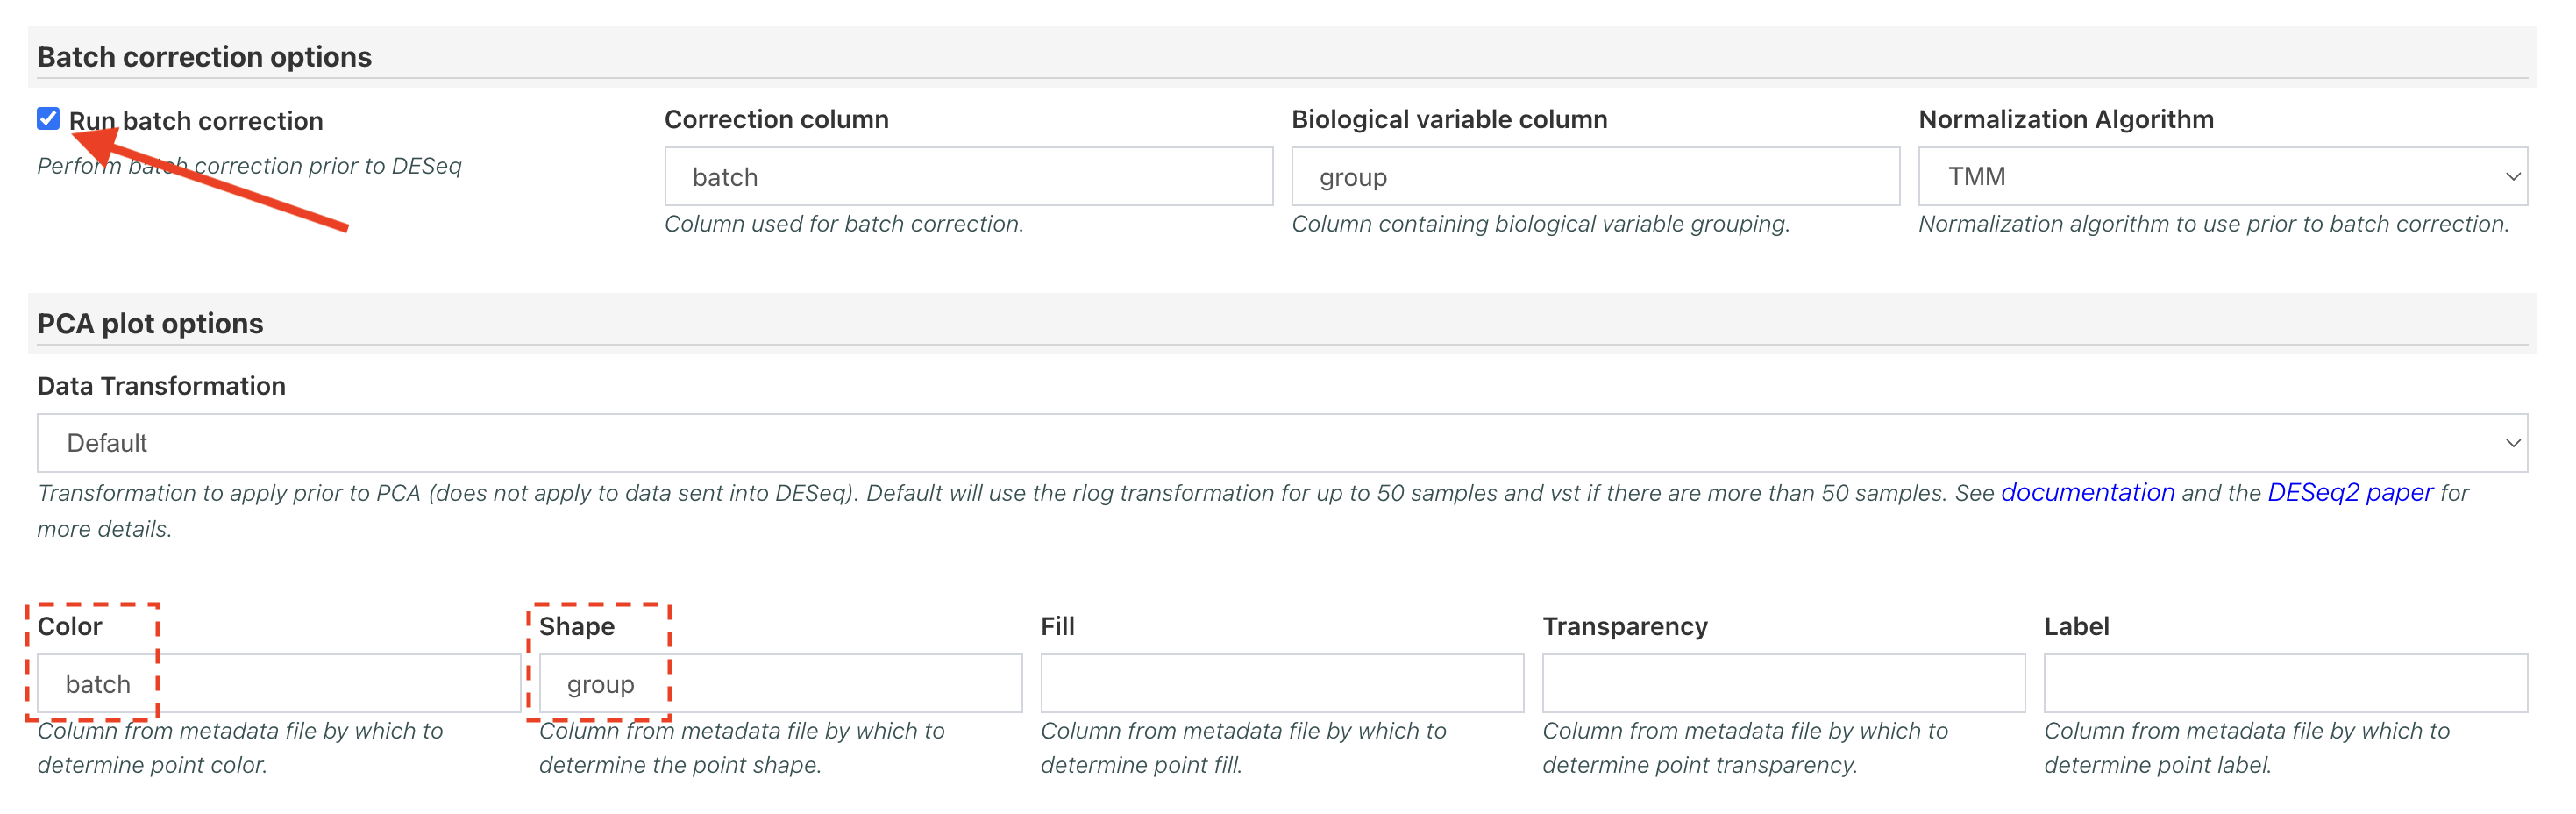 Batch correction options
Run batch correction
Perform batch correction prior to DESeq
Correction column
batch
Column used for batch correction.
Biological variable column
group
Column containing biological variable grouping.
Normalization Algorithm
TMM
Normalization algorithm to use prior to batch correction.
PCA plot options
Data Transformation
Default
Transformation to apply prior to PCA (does not apply to data sent into DESeq). Default will use the rlog transformation for up to 50 samples and vst if there are more than 50 samples. See documentation and the DESeq2 paper for
more details.
Color
batch
Column from metadata file by which to
determine point color.
Shape
group
Column from metadata file by which to
determine the point shape.
Fill
Column from metadata file by which to
determine point fill.
Transparency
Column from metadata file by which to
determine point transparency.
Label
Column from metadata file by which to
determine point label.